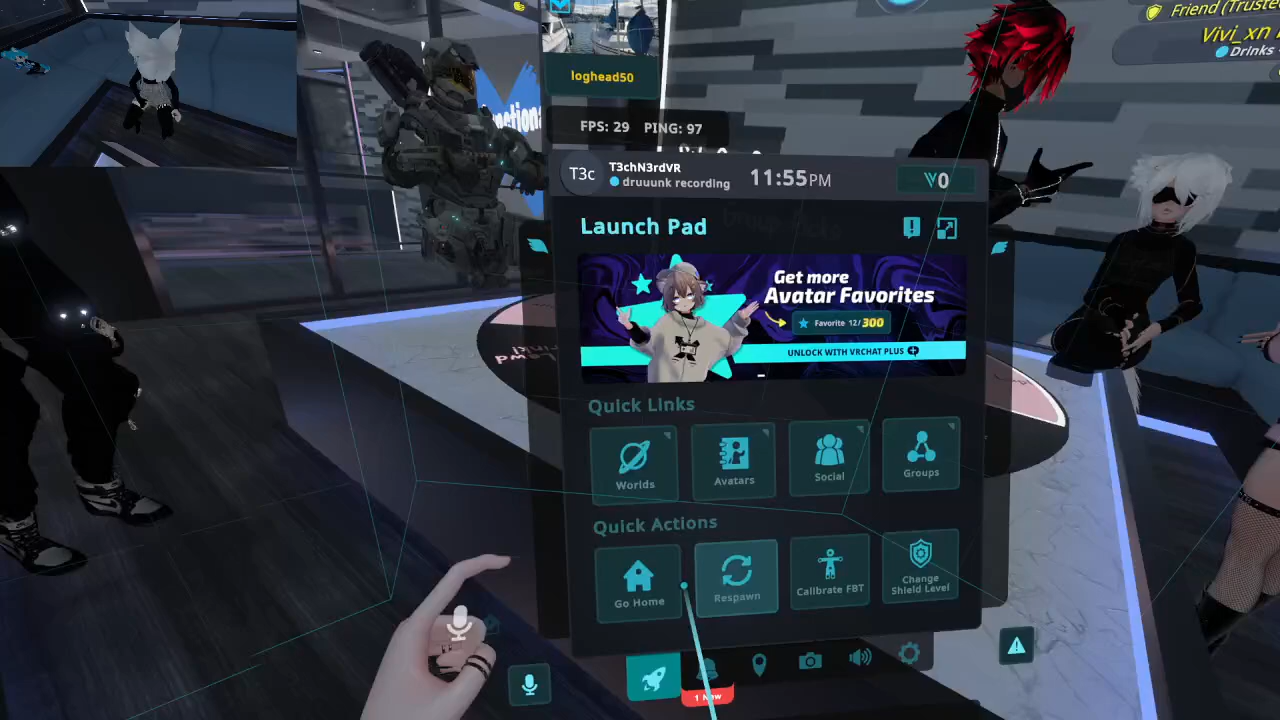 Friend (Truste
Vivi_xn
Drinks
loghead50
FPS: 29 PING: 97
T3c
T3chN3rdVR
druuunk recording
11:55PM
0
Launch Pad
Get more
Avatar Favorites
Favorite 12/300
UNLOCK WITH VRCHAT PLUS
Quick Links
Worlds
Avatars
Social
Groups
Quick Actions
Go Home
Respawn
Calibrate FBT
Change
Shield Level
1 New